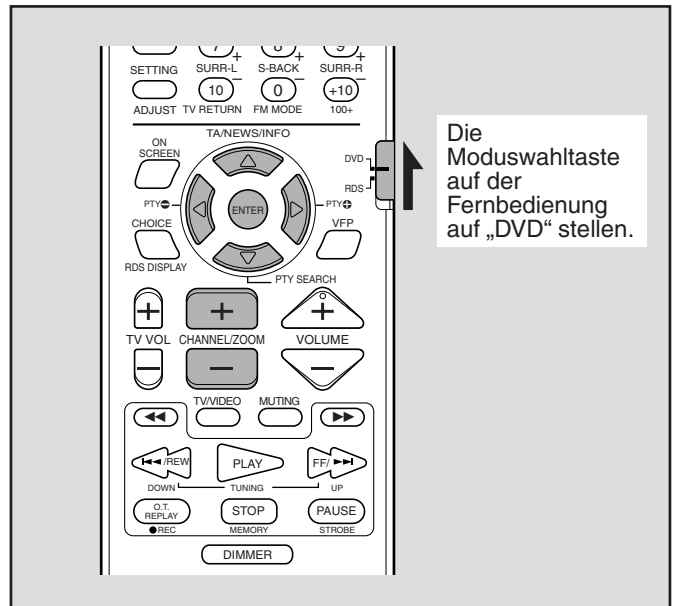 7 + 8 + 9 +
SETTING SURR-L S-BACK SURR-R
10 – 0 – +10 –
ADJUST TV RETURN FM MODE 100+
TA/NEWS/INFO
ON
SCREEN
DVD
RDS
PTY– ENTER PTY+
CHOICE VFP
RDS DISPLAY
PTY SEARCH
+ + +
TV VOL CHANNEL/ZOOM VOLUME
– – –
TV/VIDEO MUTING
◀◀ ▶▶
|◀◀/REW PLAY FF/▶▶|
DOWN TUNING UP
O.T.
REPLAY STOP PAUSE
●REC MEMORY STROBE
DIMMER
Die
Moduswahltaste
auf der
Fernbedienung
auf „DVD“ stellen.